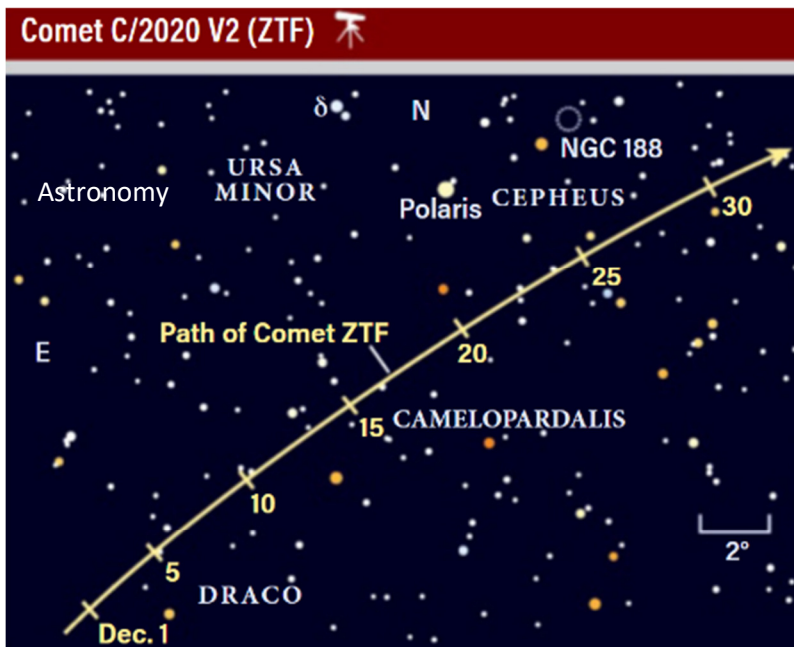 Comet C/2020 V2 (ZTF)
δ
N
NGC 188
URSA
MINOR
Astronomy
Polaris
CEPHEUS
30
25
E
Path of Comet ZTF
20
15
CAMELOPARDALIS
10
2°
5
DRACO
Dec. 1